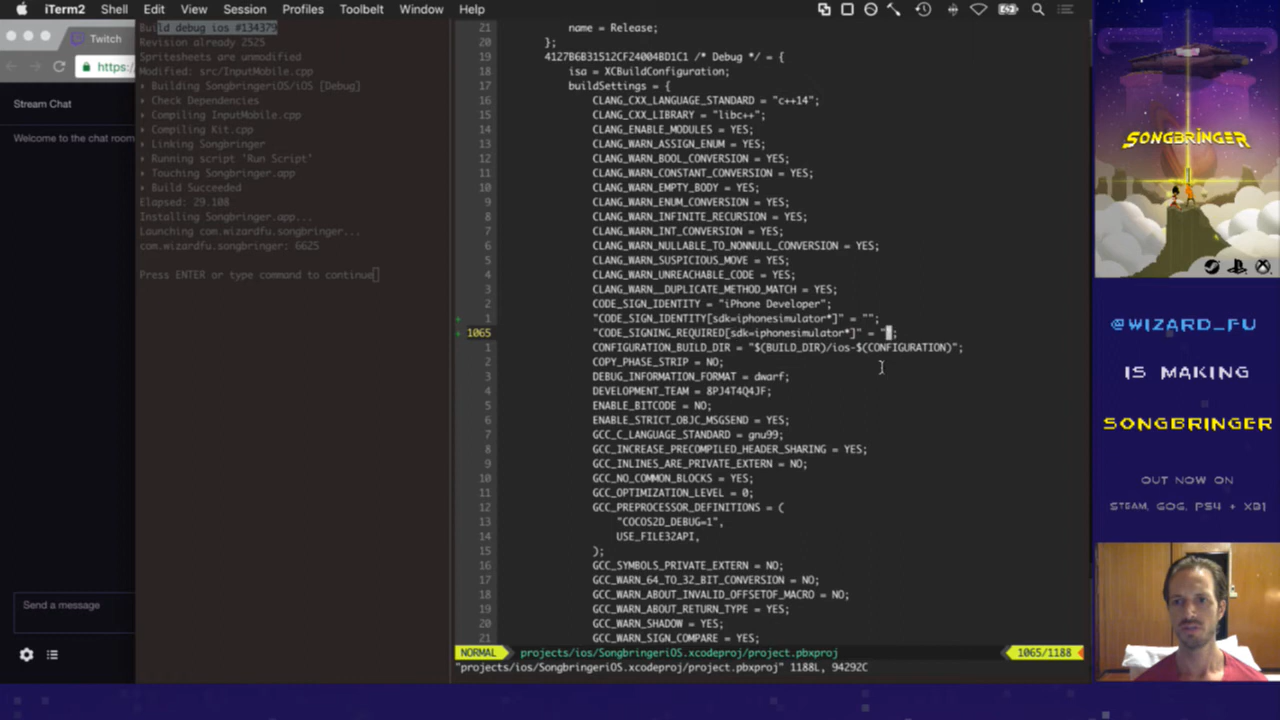 iTerm2 Shell Edit View Session Profiles Toolbelt Window Help
Twitch
https:
Stream Chat
Welcome to the chat room
Send a message
Build debug ios #134379
Revision already 2525
Spritesheets are unmodified
Modified: src/InputMobile.cpp
Building SongbringeriOS/iOS [Debug]
Check Dependencies
Compiling InputMobile.cpp
Compiling Kit.cpp
Linking Songbringer
Running script 'Run Script'
Touching Songbringer.app
Build Succeeded
Elapsed: 29.108
Installing Songbringer.app...
Launching com.wizardfu.songbringer...
com.wizardfu.songbringer: 6625
Press ENTER or type command to continue
21 name = Release;
20 };
19 4127B6B31512CF24004BD1C1 /* Debug */ = {
18 isa = XCBuildConfiguration;
17 buildSettings = {
16 CLANG_CXX_LANGUAGE_STANDARD = "c++14";
15 CLANG_CXX_LIBRARY = "libc++";
14 CLANG_ENABLE_MODULES = YES;
13 CLANG_WARN_ASSIGN_ENUM = YES;
12 CLANG_WARN_BOOL_CONVERSION = YES;
11 CLANG_WARN_CONSTANT_CONVERSION = YES;
10 CLANG_WARN_EMPTY_BODY = YES;
9 CLANG_WARN_ENUM_CONVERSION = YES;
8 CLANG_WARN_INFINITE_RECURSION = YES;
7 CLANG_WARN_INT_CONVERSION = YES;
6 CLANG_WARN_NULLABLE_TO_NONNULL_CONVERSION = YES;
5 CLANG_WARN_SUSPICIOUS_MOVE = YES;
4 CLANG_WARN_UNREACHABLE_CODE = YES;
3 CLANG_WARN__DUPLICATE_METHOD_MATCH = YES;
2 CODE_SIGN_IDENTITY = "iPhone Developer";
+ 1 "CODE_SIGN_IDENTITY[sdk=iphonesimulator*]" = "";
+ 1065 "CODE_SIGNING_REQUIRED[sdk=iphonesimulator*]" = "";
1 CONFIGURATION_BUILD_DIR = "$(BUILD_DIR)/ios-$(CONFIGURATION)";
2 COPY_PHASE_STRIP = NO;
3 DEBUG_INFORMATION_FORMAT = dwarf;
4 DEVELOPMENT_TEAM = 8PJ4T4Q4JF;
5 ENABLE_BITCODE = NO;
6 ENABLE_STRICT_OBJC_MSGSEND = YES;
7 GCC_C_LANGUAGE_STANDARD = gnu99;
8 GCC_INCREASE_PRECOMPILED_HEADER_SHARING = YES;
9 GCC_INLINES_ARE_PRIVATE_EXTERN = NO;
10 GCC_NO_COMMON_BLOCKS = YES;
11 GCC_OPTIMIZATION_LEVEL = 0;
12 GCC_PREPROCESSOR_DEFINITIONS = (
13 "COCOS2D_DEBUG=1",
14 USE_FILE32API,
15 );
16 GCC_SYMBOLS_PRIVATE_EXTERN = NO;
17 GCC_WARN_64_TO_32_BIT_CONVERSION = NO;
18 GCC_WARN_ABOUT_INVALID_OFFSETOF_MACRO = NO;
19 GCC_WARN_ABOUT_RETURN_TYPE = YES;
20 GCC_WARN_SHADOW = YES;
21 GCC_WARN_SIGN_COMPARE = YES;
NORMAL projects/ios/SongbringeriOS.xcodeproj/project.pbxproj 1065/1188
"projects/ios/SongbringeriOS.xcodeproj/project.pbxproj" 1188L, 94292C
SONGBRINGER
@WIZARD_FU
IS MAKING
SONGBRINGER
OUT NOW ON
STEAM, GOG, PS4 + XB1